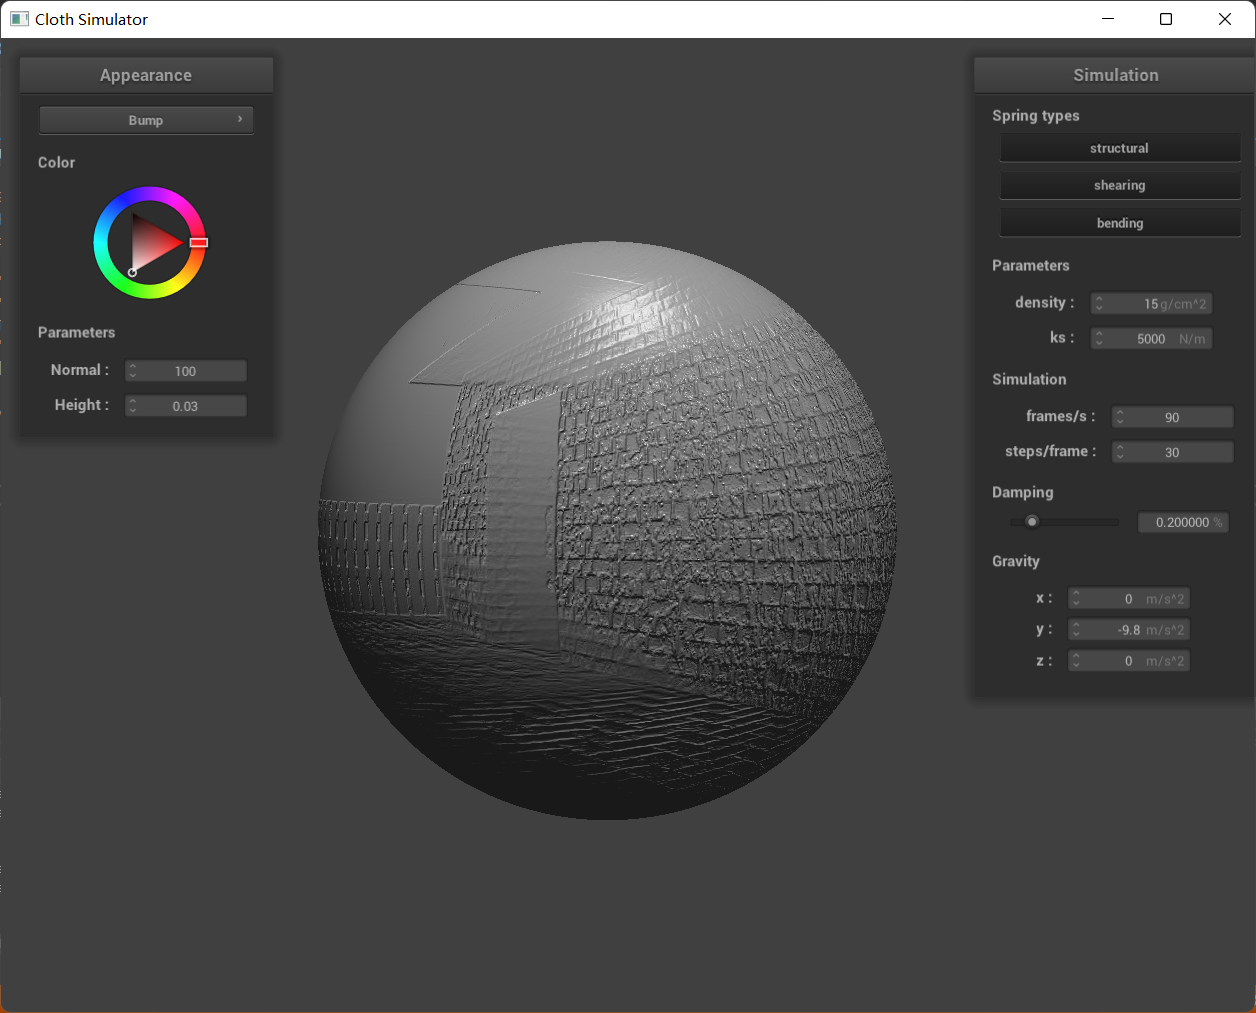 Cloth Simulator
Appearance
Bump
Color
Parameters
Normal : 100
Height : 0.03
Simulation
Spring types
structural
shearing
bending
Parameters
density : 15 g/cm^2
ks : 5000 N/m
Simulation
frames/s : 90
steps/frame : 30
Damping
0.200000 %
Gravity
x : 0 m/s^2
y : -9.8 m/s^2
z : 0 m/s^2